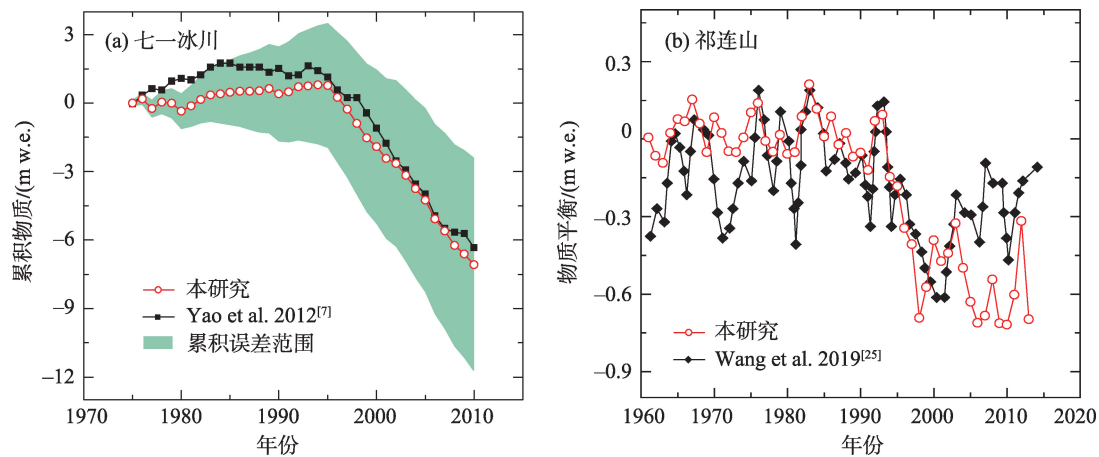 (a) 七一冰川
累积物质/(m w.e.)
3
0
−3
−6
−9
−12
本研究
Yao et al. 2012[7]
累积误差范围
1970
1980
1990
2000
2010
年份
(b) 祁连山
物质平衡/(m w.e.)
0.3
0
−0.3
−0.6
−0.9
本研究
Wang et al. 2019[25]
1960
1970
1980
1990
2000
2010
2020
年份